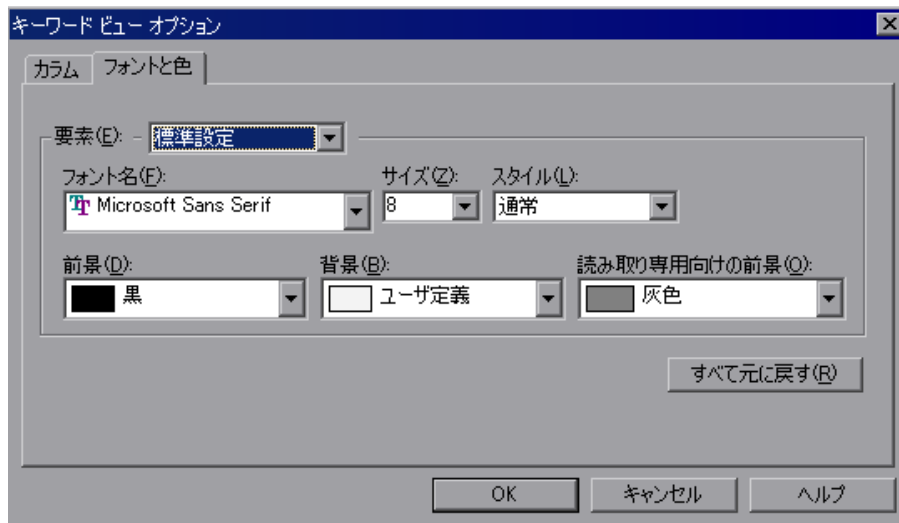 キーワード ビュー オプション
カラム フォントと色
要素(E): 標準設定
フォント名(F): サイズ(Z): スタイル(L):
Microsoft Sans Serif 8 通常
前景(D): 背景(B): 読み取り専用向けの前景(O):
黒 ユーザ定義 灰色
すべて元に戻す(R)
OK キャンセル ヘルプ